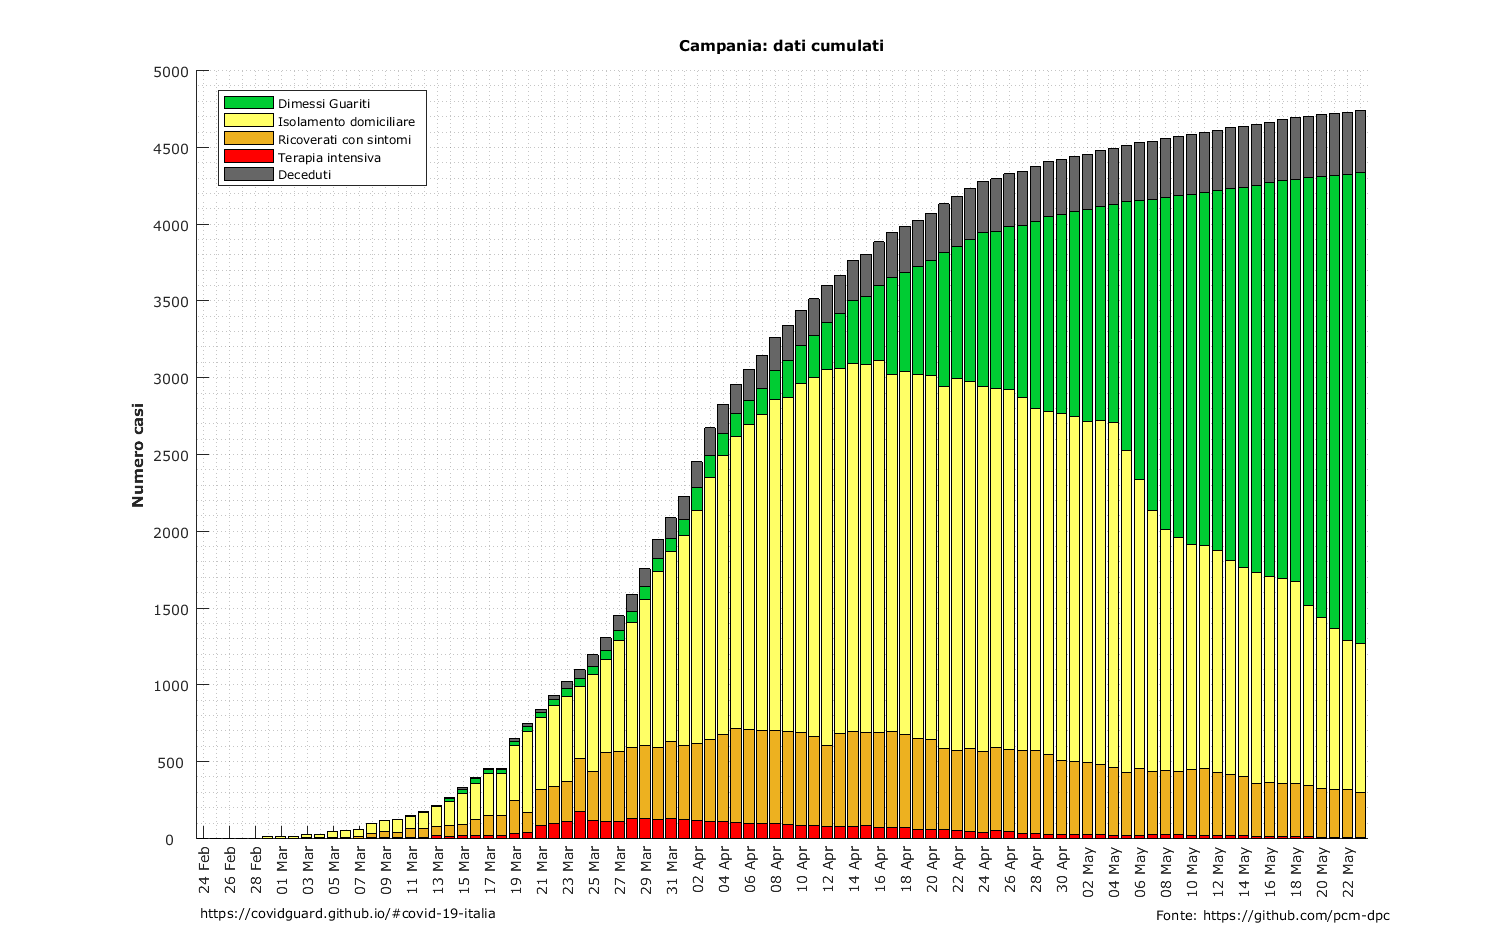 Campania: dati cumulati
5000
4500
4000
3500
3000
2500
2000
1500
1000
500
0
Numero casi
Dimessi Guariti
Isolamento domiciliare
Ricoverati con sintomi
Terapia intensiva
Deceduti
24 Feb
26 Feb
28 Feb
01 Mar
03 Mar
05 Mar
07 Mar
09 Mar
11 Mar
13 Mar
15 Mar
17 Mar
19 Mar
21 Mar
23 Mar
25 Mar
27 Mar
29 Mar
31 Mar
02 Apr
04 Apr
06 Apr
08 Apr
10 Apr
12 Apr
14 Apr
16 Apr
18 Apr
20 Apr
22 Apr
24 Apr
26 Apr
28 Apr
30 Apr
02 May
04 May
06 May
08 May
10 May
12 May
14 May
16 May
18 May
20 May
22 May
https://covidguard.github.io/#covid-19-italia
Fonte: https://github.com/pcm-dpc